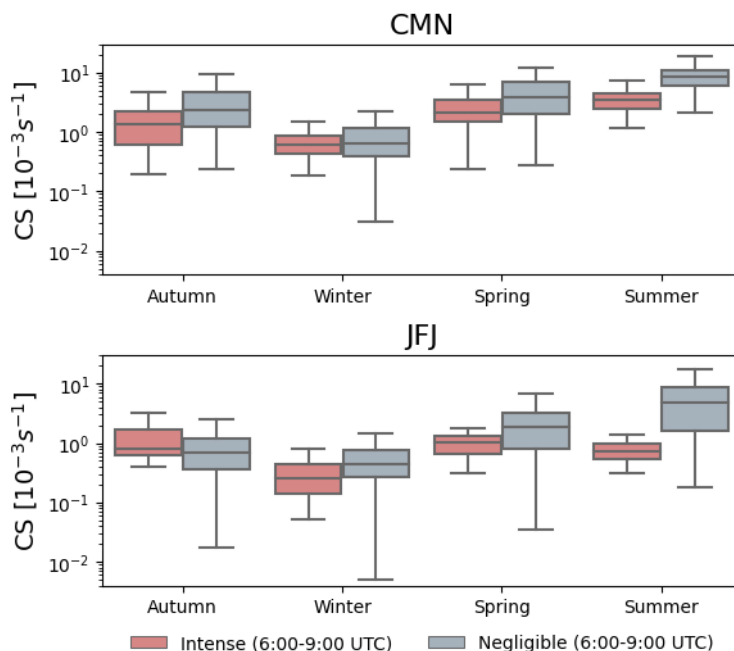 CMN
CS [10⁻³s⁻¹]
10¹
10⁰
10⁻¹
10⁻²
Autumn Winter Spring Summer
JFJ
CS [10⁻³s⁻¹]
10¹
10⁰
10⁻¹
10⁻²
Autumn Winter Spring Summer
Intense (6:00-9:00 UTC) Negligible (6:00-9:00 UTC)